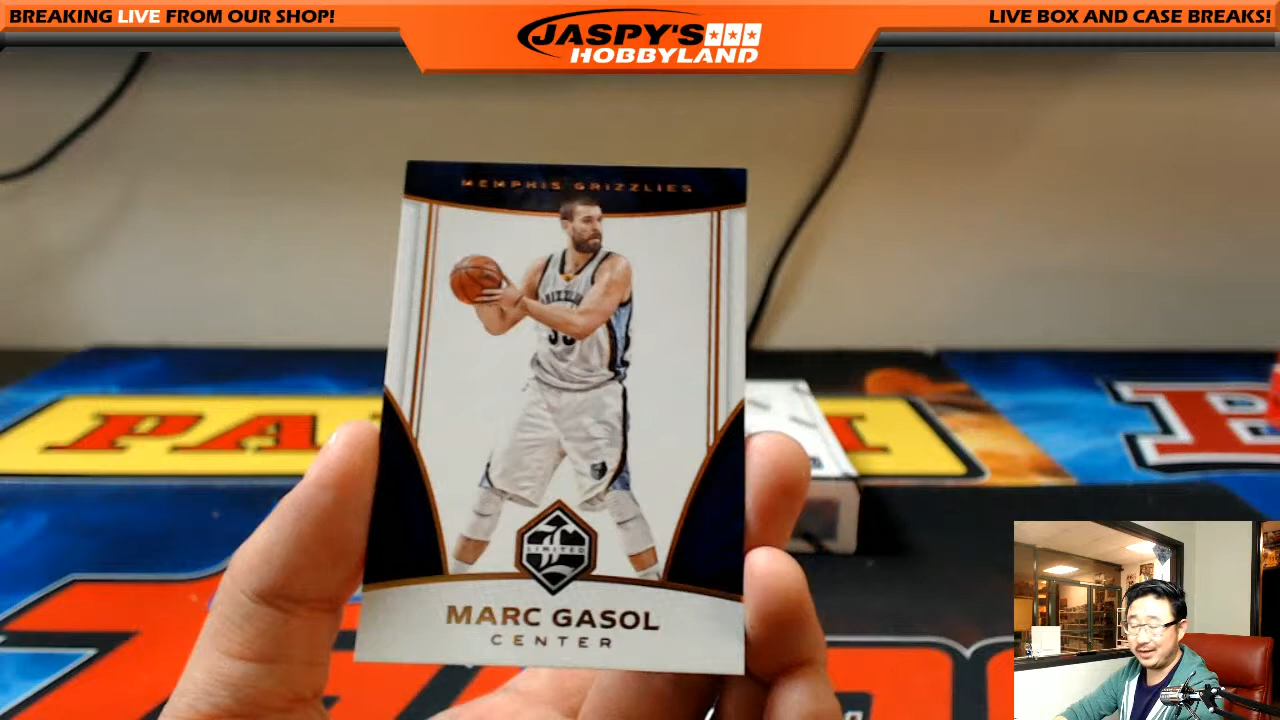 BREAKING LIVE FROM OUR SHOP!
JASPY'S
HOBBYLAND
LIVE BOX AND CASE BREAKS!
MEMPHIS GRIZZLIES
LIMITED
MARC GASOL
CENTER